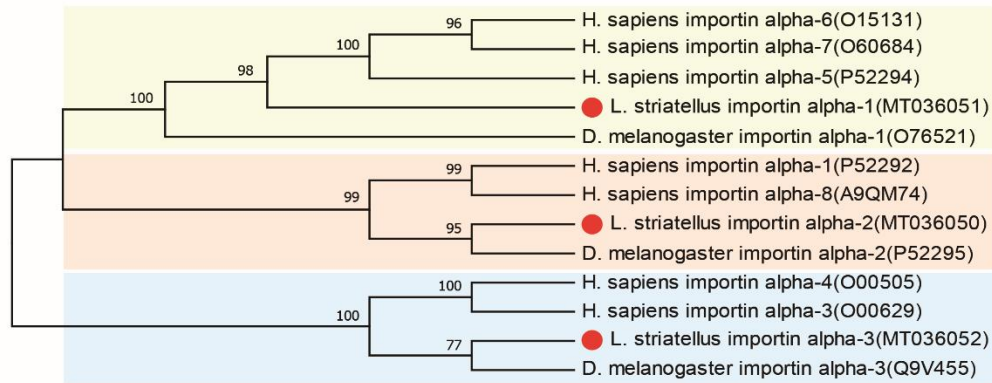 96
H. sapiens importin alpha-6(O15131)
H. sapiens importin alpha-7(O60684)
100
H. sapiens importin alpha-5(P52294)
98
L. striatellus importin alpha-1(MT036051)
100
D. melanogaster importin alpha-1(O76521)
99
H. sapiens importin alpha-1(P52292)
H. sapiens importin alpha-8(A9QM74)
99
L. striatellus importin alpha-2(MT036050)
95
D. melanogaster importin alpha-2(P52295)
100
H. sapiens importin alpha-4(O00505)
H. sapiens importin alpha-3(O00629)
100
L. striatellus importin alpha-3(MT036052)
77
D. melanogaster importin alpha-3(Q9V455)